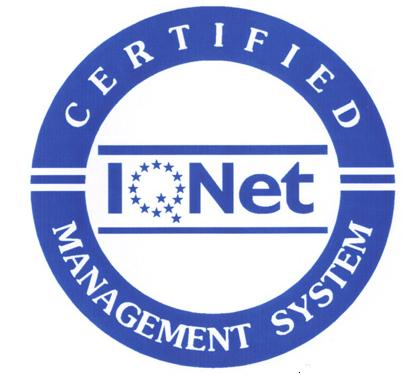 CERTIFIED
IQNet
MANAGEMENT SYSTEM